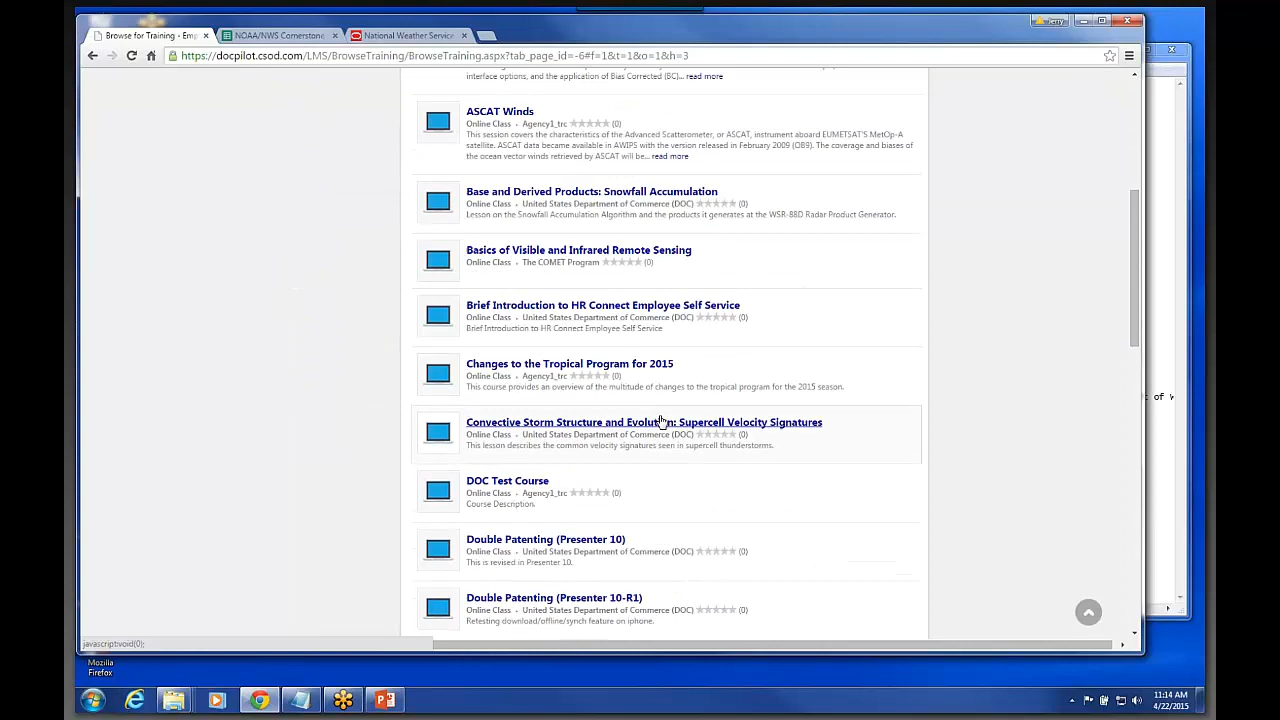 Jerry
Browse for Training - Emp
NOAA/NWS Cornerstone
National Weather Service
https://docpilot.csod.com/LMS/BrowseTraining/BrowseTraining.aspx?tab_page_id=-6#f=1&t=1&o=1&h=3
interface options, and the application of Bias Corrected (BC)... read more
ASCAT Winds
Online Class • Agency1_trc (0)
This session covers the characteristics of the Advanced Scatterometer, or ASCAT, instrument aboard EUMETSAT'S MetOp-A
satellite. ASCAT data became available in AWIPS with the version released in February 2009 (OB9). The coverage and biases
of the ocean vector winds retrieved by ASCAT will be... read more
Base and Derived Products: Snowfall Accumulation
Online Class • United States Department of Commerce (DOC) (0)
Lesson on the Snowfall Accumulation Algorithm and the products it generates at the WSR-88D Radar Product Generator.
Basics of Visible and Infrared Remote Sensing
Online Class • The COMET Program (0)
Brief Introduction to HR Connect Employee Self Service
Online Class • United States Department of Commerce (DOC) (0)
Brief Introduction to HR Connect Employee Self Service
Changes to the Tropical Program for 2015
Online Class • Agency1_trc (0)
This course provides an overview of the multitude of changes to the tropical program for the 2015 season.
Convective Storm Structure and Evolution: Supercell Velocity Signatures
Online Class • United States Department of Commerce (DOC) (0)
This lesson describes the common velocity signatures seen in supercell thunderstorms.
DOC Test Course
Online Class • Agency1_trc (0)
Course Description.
Double Patenting (Presenter 10)
Online Class • United States Department of Commerce (DOC) (0)
This is revised in Presenter 10.
Double Patenting (Presenter 10-R1)
Online Class • United States Department of Commerce (DOC) (0)
Retesting download/offline/synch feature on iphone.
javascript:void(0);
t of W
Mozilla
Firefox
11:14 AM
4/22/2015